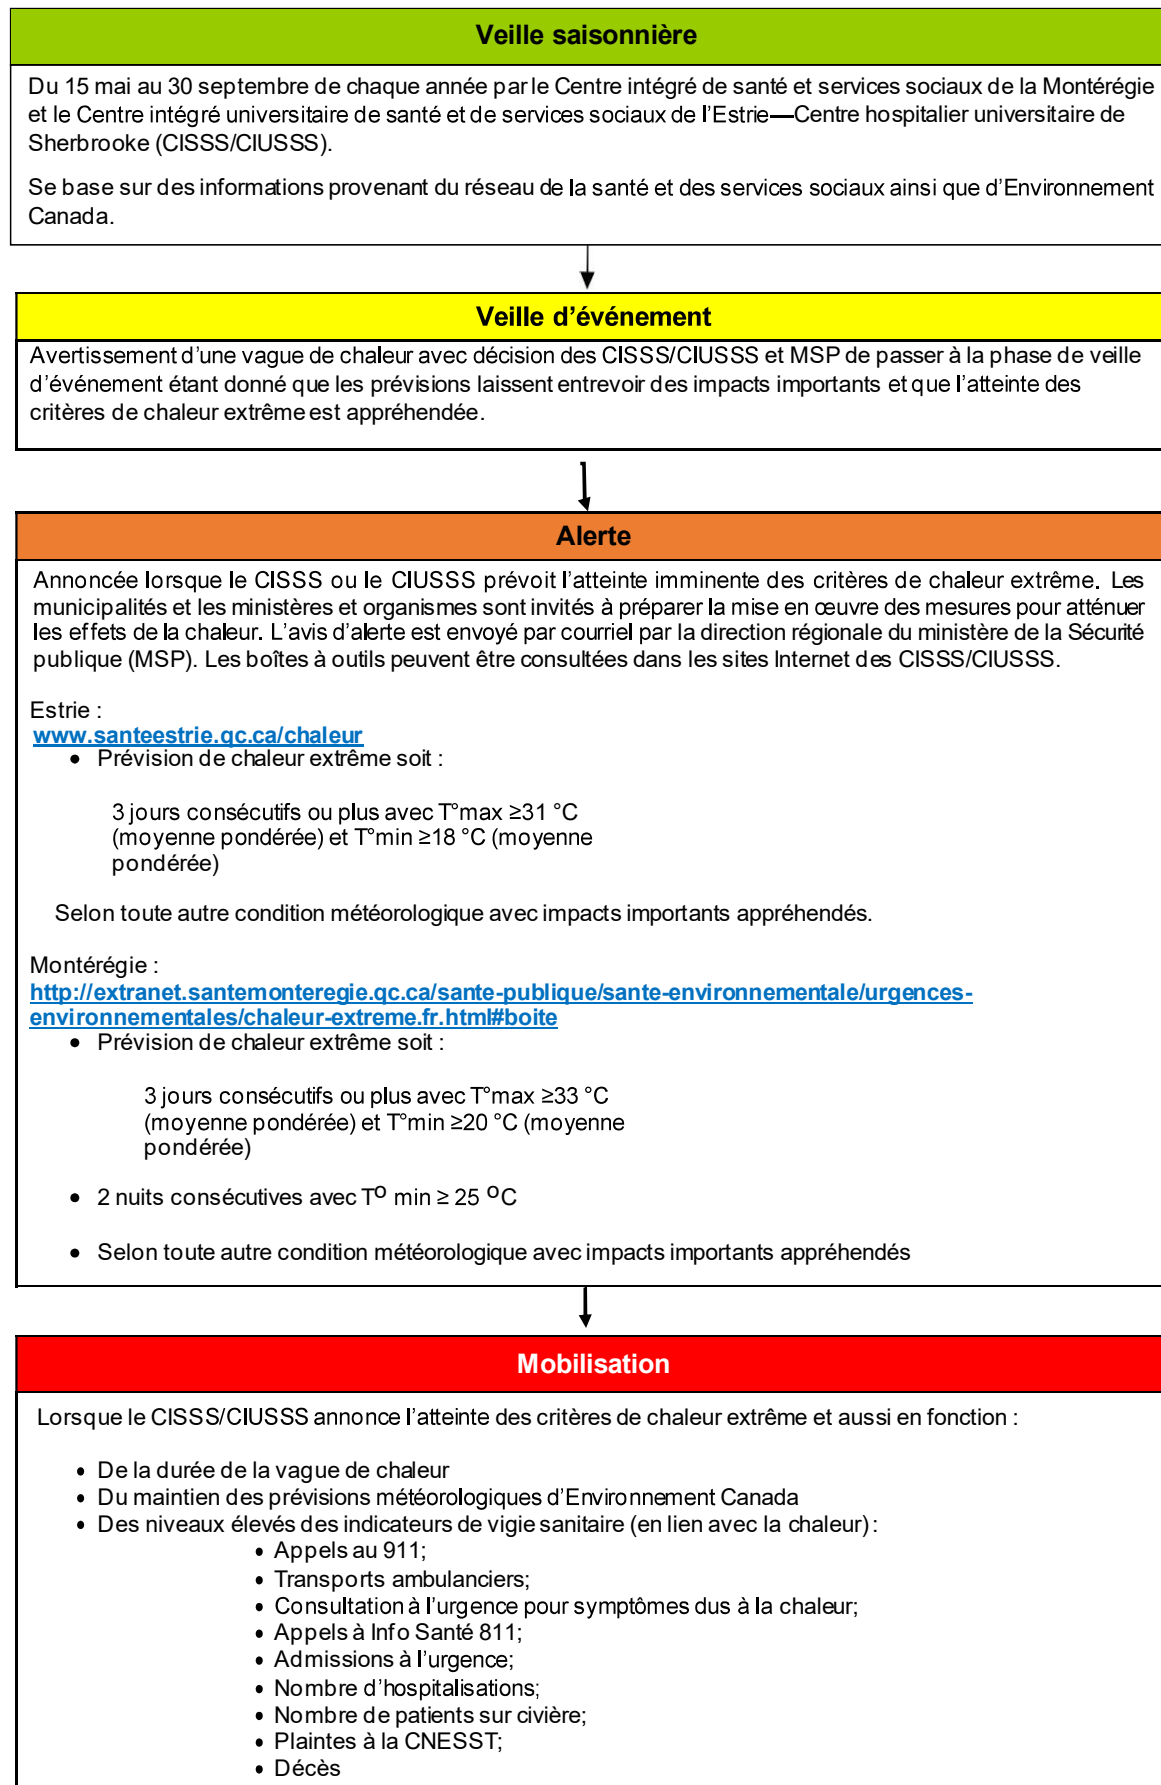 Veille saisonnière
Du 15 mai au 30 septembre de chaque année par le Centre intégré de santé et services sociaux de la Montérégie
et le Centre intégré universitaire de santé et de services sociaux de l'Estrie—Centre hospitalier universitaire de
Sherbrooke (CISSS/CIUSSS).
Se base sur des informations provenant du réseau de la santé et des services sociaux ainsi que d'Environnement
Canada.
Veille d'événement
Avertissement d'une vague de chaleur avec décision des CISSS/CIUSSS et MSP de passer à la phase de veille
d'événement étant donné que les prévisions laissent entrevoir des impacts importants et que l'atteinte des
critères de chaleur extrême est appréhendée.
Alerte
Annoncée lorsque le CISSS ou le CIUSSS prévoit l'atteinte imminente des critères de chaleur extrême. Les
municipalités et les ministères et organismes sont invités à préparer la mise en œuvre des mesures pour atténuer
les effets de la chaleur. L'avis d'alerte est envoyé par courriel par la direction régionale du ministère de la Sécurité
publique (MSP). Les boîtes à outils peuvent être consultées dans les sites Internet des CISSS/CIUSSS.
Estrie :
www.santeestrie.qc.ca/chaleur
• Prévision de chaleur extrême soit :
3 jours consécutifs ou plus avec T°max ≥31 °C
(moyenne pondérée) et T°min ≥18 °C (moyenne
pondérée)
Selon toute autre condition météorologique avec impacts importants appréhendés.
Montérégie :
http://extranet.santemonteregie.qc.ca/sante-publique/sante-environnementale/urgences-
environnementales/chaleur-extreme.fr.html#boite
• Prévision de chaleur extrême soit :
3 jours consécutifs ou plus avec T°max ≥33 °C
(moyenne pondérée) et T°min ≥20 °C (moyenne
pondérée)
• 2 nuits consécutives avec Tº min ≥ 25 ºC
• Selon toute autre condition météorologique avec impacts importants appréhendés
Mobilisation
Lorsque le CISSS/CIUSSS annonce l'atteinte des critères de chaleur extrême et aussi en fonction :
• De la durée de la vague de chaleur
• Du maintien des prévisions météorologiques d'Environnement Canada
• Des niveaux élevés des indicateurs de vigie sanitaire (en lien avec la chaleur) :
• Appels au 911;
• Transports ambulanciers;
• Consultation à l'urgence pour symptômes dus à la chaleur;
• Appels à Info Santé 811;
• Admissions à l'urgence;
• Nombre d'hospitalisations;
• Nombre de patients sur civière;
• Plaintes à la CNESST;
• Décès